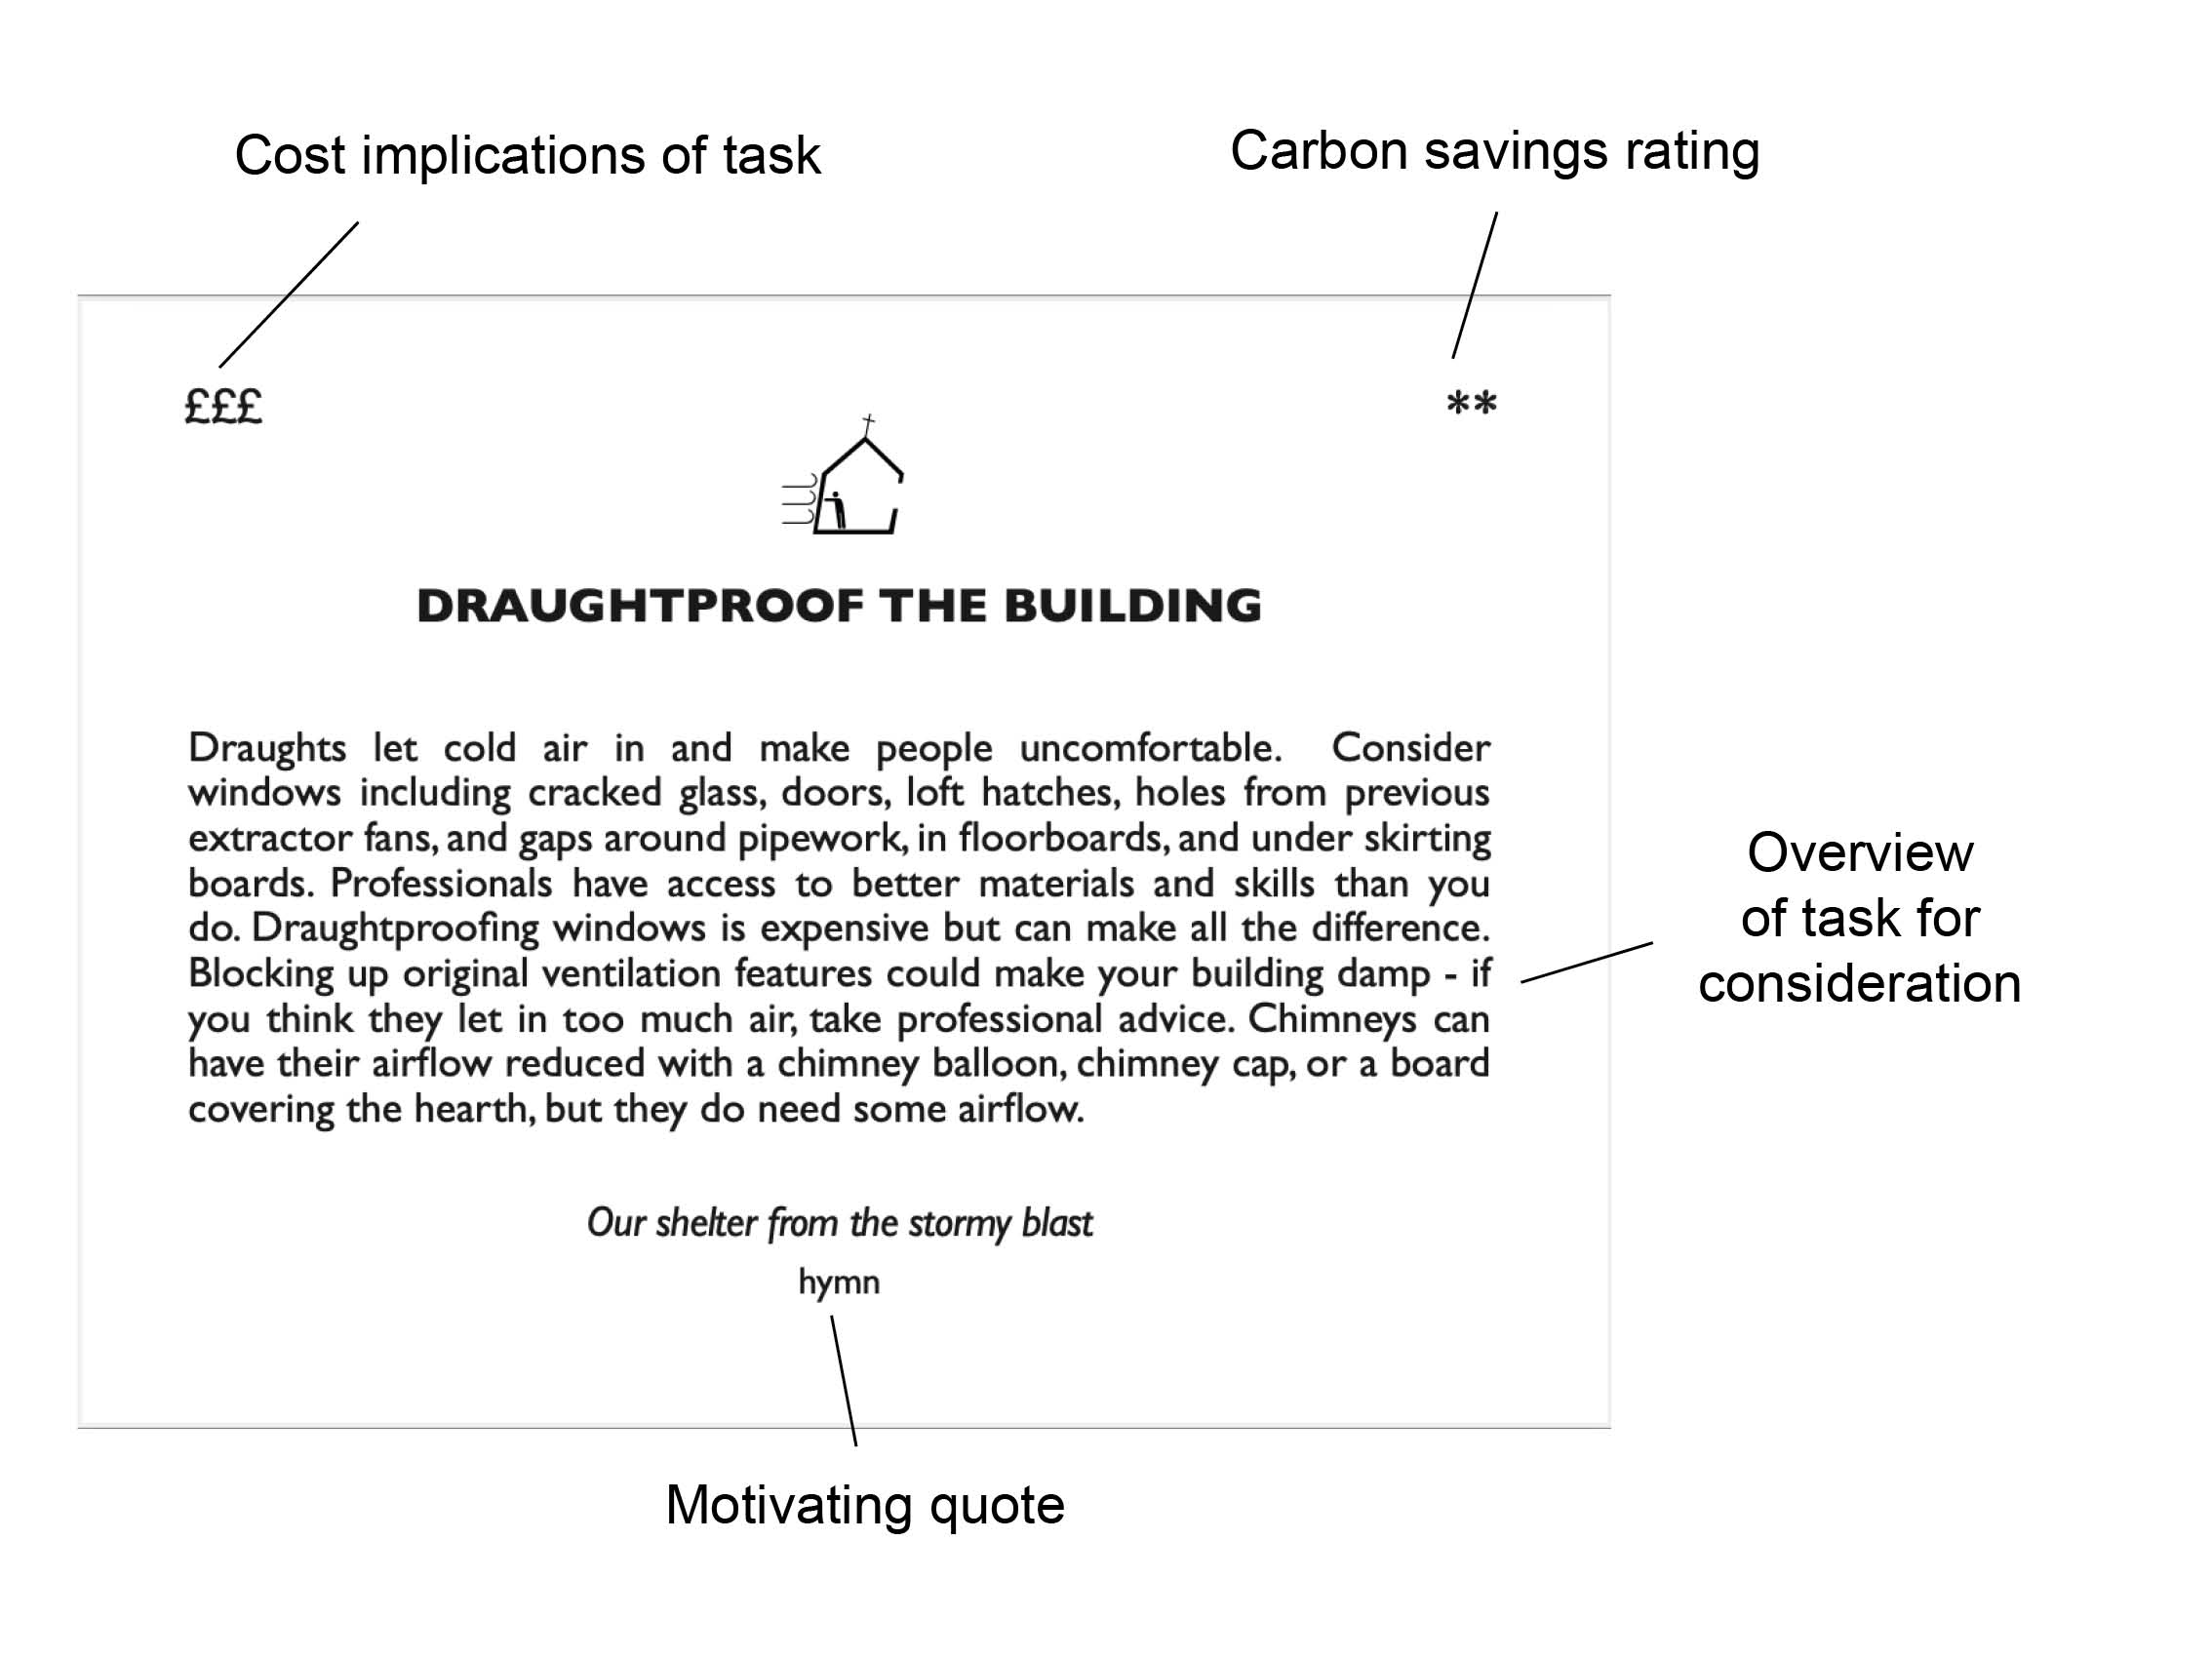 Cost implications of task
Carbon savings rating
£££
**
DRAUGHTPROOF THE BUILDING
Draughts let cold air in and make people uncomfortable. Consider
windows including cracked glass, doors, loft hatches, holes from previous
extractor fans, and gaps around pipework, in floorboards, and under skirting
boards. Professionals have access to better materials and skills than you
do. Draughtproofing windows is expensive but can make all the difference.
Blocking up original ventilation features could make your building damp - if
you think they let in too much air, take professional advice. Chimneys can
have their airflow reduced with a chimney balloon, chimney cap, or a board
covering the hearth, but they do need some airflow.
Overview
of task for
consideration
Our shelter from the stormy blast
hymn
Motivating quote